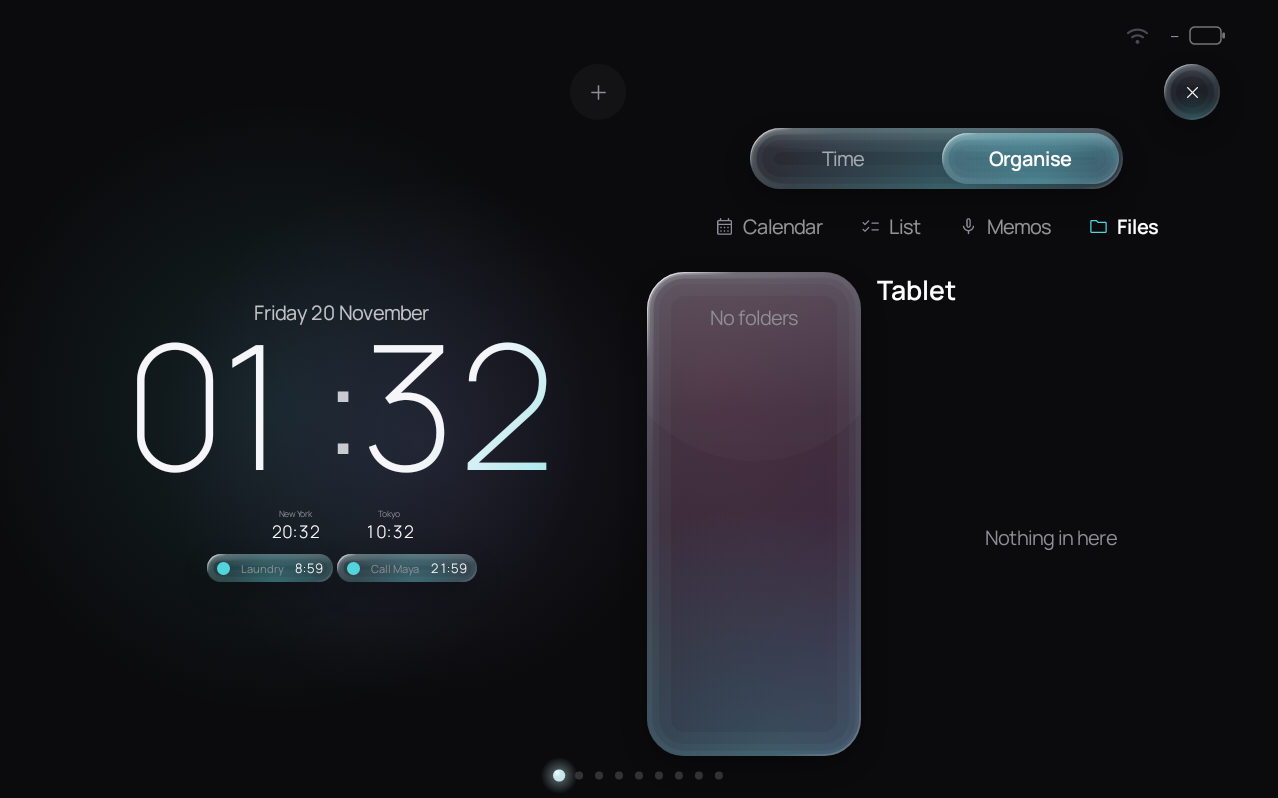 Time
Organise
Calendar
List
Memos
Files
Friday 20 November
01:32
New York
20:32
Tokyo
10:32
Laundry 8:59
Call Maya 21:59
No folders
Tablet
Nothing in here